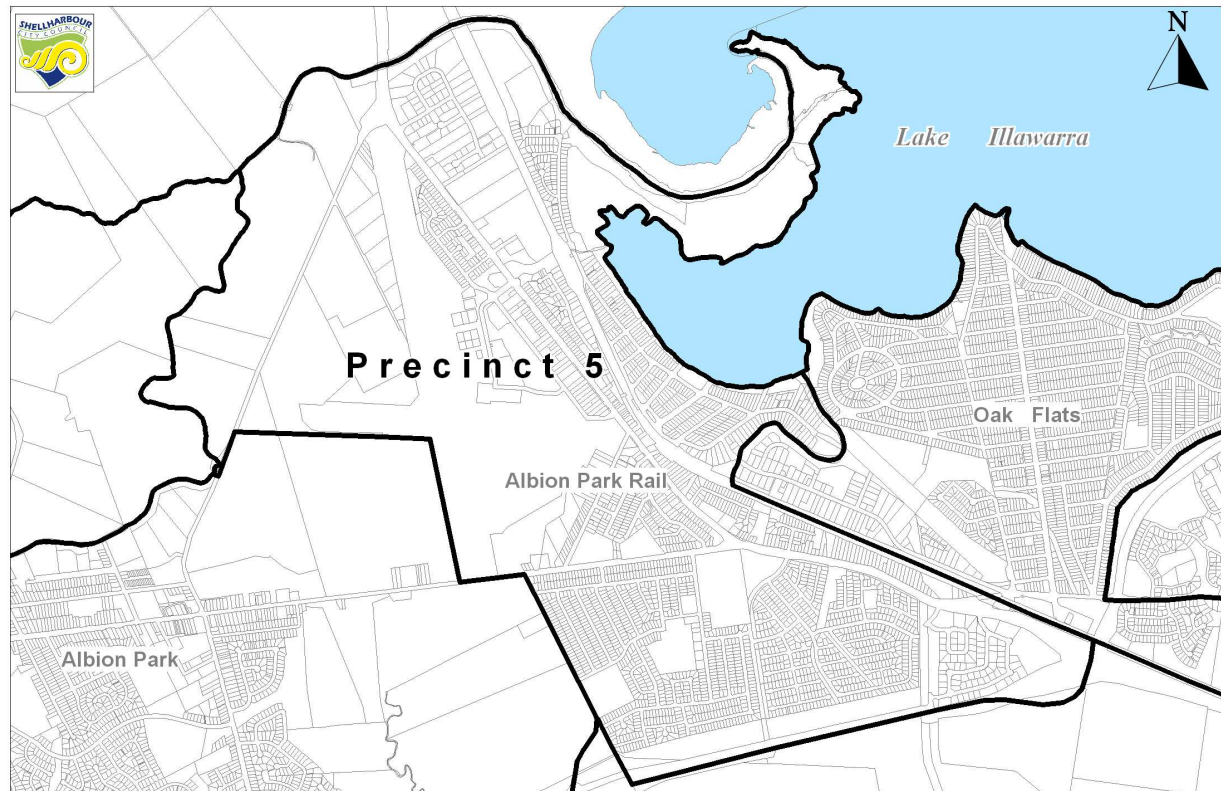 SHELLHARBOUR
CITY COUNCIL
N
Lake Illawarra
Precinct 5
Oak Flats
Albion Park Rail
Albion Park